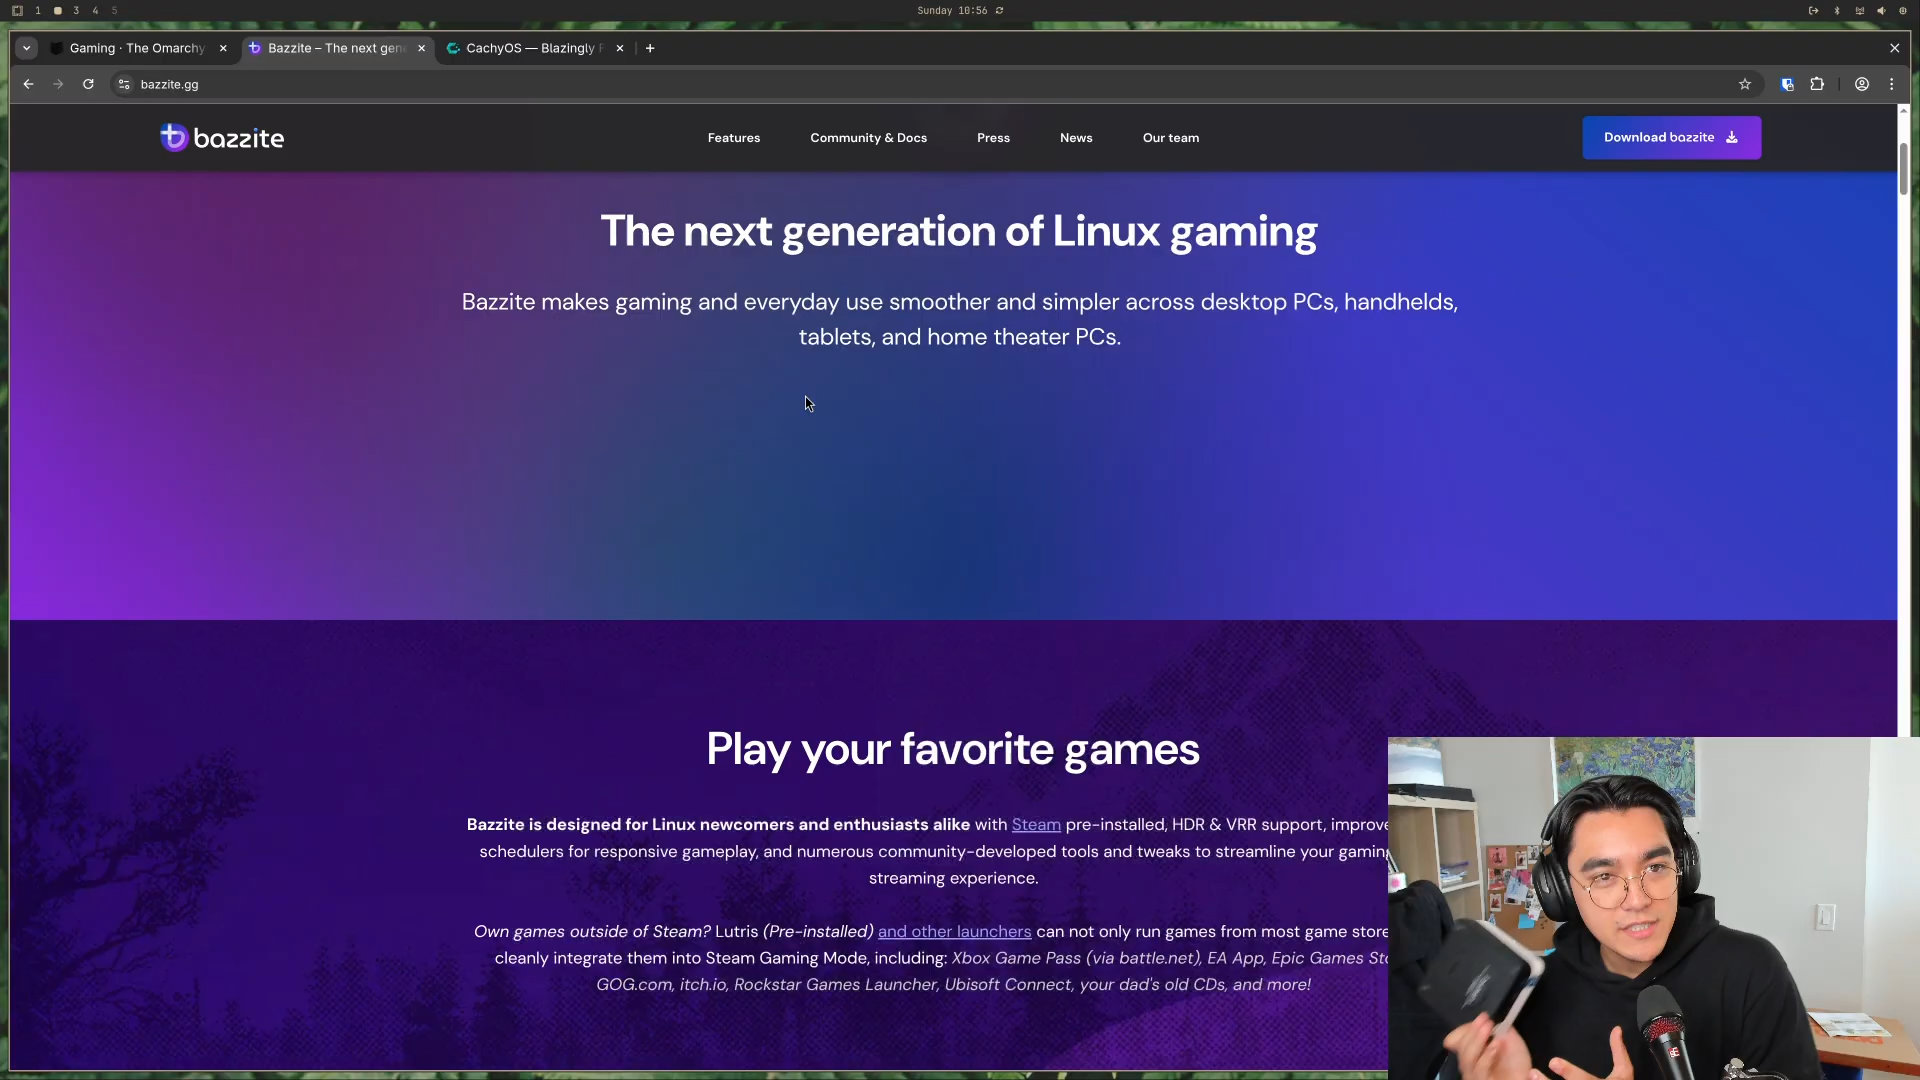 1 3 4 5
Sunday 10:56
Gaming · The Omarchy
Bazzite – The next gen
CachyOS — Blazingly F
bazzite.gg
bazzite
Features
Community & Docs
Press
News
Our team
Download bazzite
The next generation of Linux gaming
Bazzite makes gaming and everyday use smoother and simpler across desktop PCs, handhelds,
tablets, and home theater PCs.
Play your favorite games
Bazzite is designed for Linux newcomers and enthusiasts alike with Steam pre-installed, HDR & VRR support, improve
schedulers for responsive gameplay, and numerous community-developed tools and tweaks to streamline your gaming
streaming experience.
Own games outside of Steam? Lutris (Pre-installed) and other launchers can not only run games from most game store
cleanly integrate them into Steam Gaming Mode, including: Xbox Game Pass (via battle.net), EA App, Epic Games Sto
GOG.com, itch.io, Rockstar Games Launcher, Ubisoft Connect, your dad's old CDs, and more!